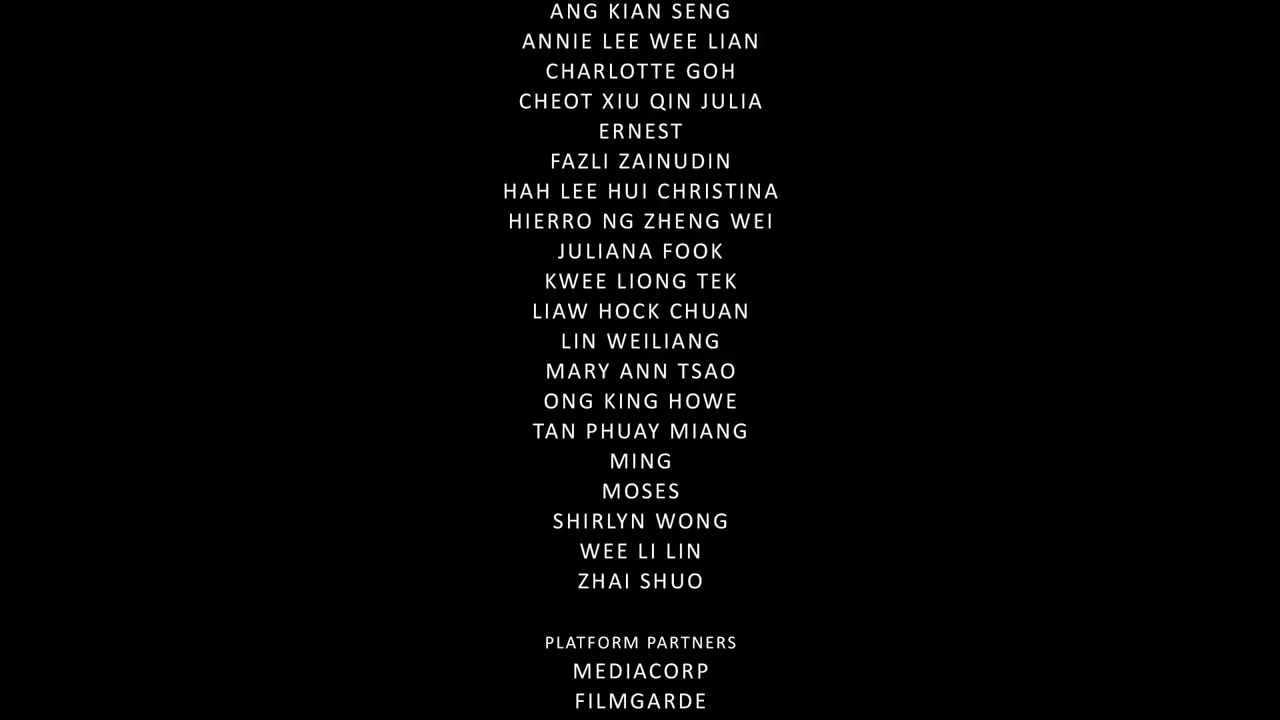 ANG KIAN SENG
ANNIE LEE WEE LIAN
CHARLOTTE GOH
CHEOT XIU QIN JULIA
ERNEST
FAZLI ZAINUDIN
HAH LEE HUI CHRISTINA
HIERRO NG ZHENG WEI
JULIANA FOOK
KWEE LIONG TEK
LIAW HOCK CHUAN
LIN WEILIANG
MARY ANN TSAO
ONG KING HOWE
TAN PHUAY MIANG
MING
MOSES
SHIRLYN WONG
WEE LI LIN
ZHAI SHUO
PLATFORM PARTNERS
MEDIACORP
FILMGARDE